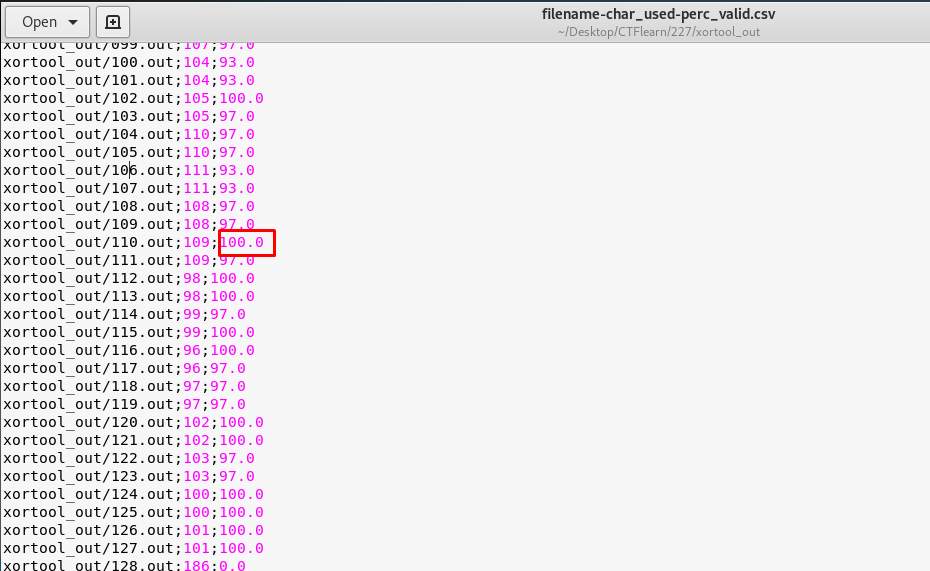 Open
filename-char_used-perc_valid.csv
~/Desktop/CTFlearn/227/xortool_out
xortool_out/099.out;107;97.0
xortool_out/100.out;104;93.0
xortool_out/101.out;104;93.0
xortool_out/102.out;105;100.0
xortool_out/103.out;105;97.0
xortool_out/104.out;110;97.0
xortool_out/105.out;110;97.0
xortool_out/106.out;111;93.0
xortool_out/107.out;111;93.0
xortool_out/108.out;108;97.0
xortool_out/109.out;108;97.0
xortool_out/110.out;109;100.0
xortool_out/111.out;109;97.0
xortool_out/112.out;98;100.0
xortool_out/113.out;98;100.0
xortool_out/114.out;99;97.0
xortool_out/115.out;99;100.0
xortool_out/116.out;96;100.0
xortool_out/117.out;96;97.0
xortool_out/118.out;97;97.0
xortool_out/119.out;97;97.0
xortool_out/120.out;102;100.0
xortool_out/121.out;102;100.0
xortool_out/122.out;103;97.0
xortool_out/123.out;103;97.0
xortool_out/124.out;100;100.0
xortool_out/125.out;100;100.0
xortool_out/126.out;101;100.0
xortool_out/127.out;101;100.0
xortool_out/128.out;186;0.0